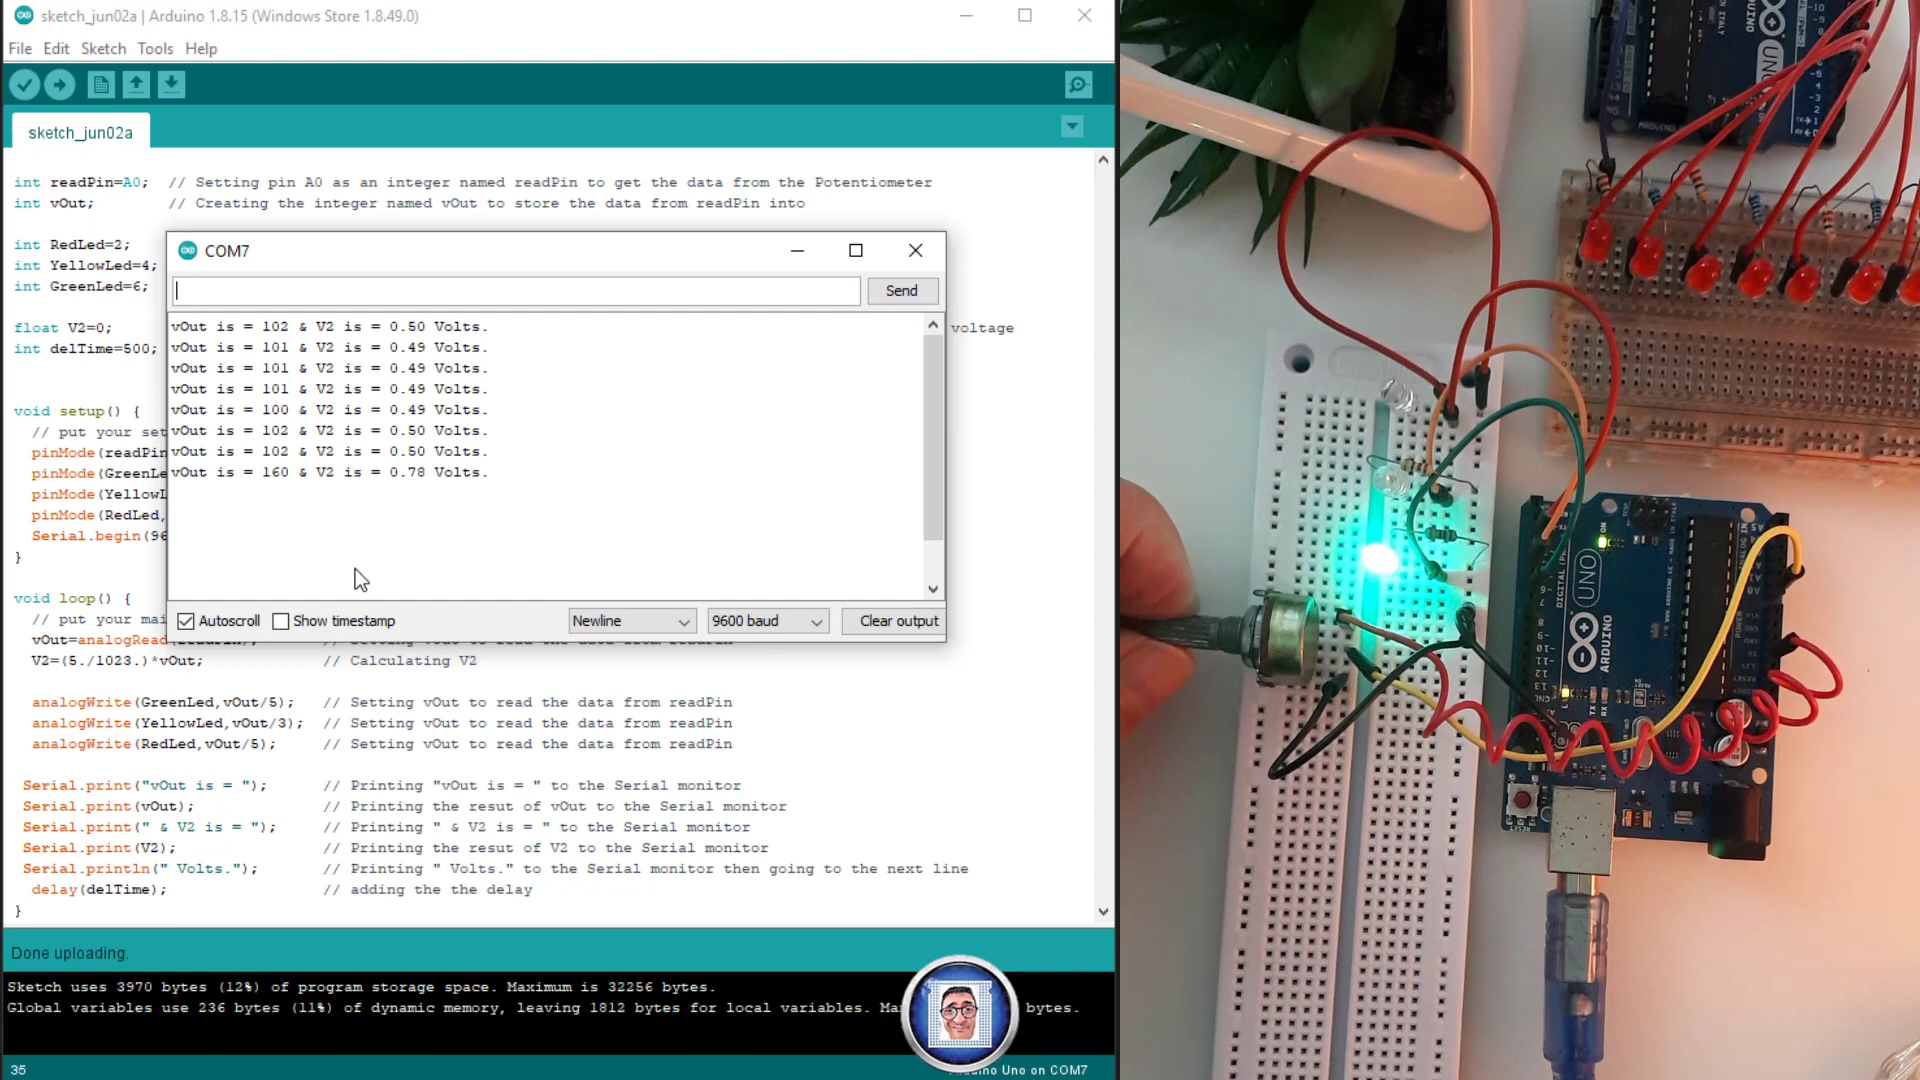 sketch_jun02a | Arduino 1.8.15 (Windows Store 1.8.49.0)
File Edit Sketch Tools Help
sketch_jun02a
int readPin=A0; // Setting pin A0 as an integer named readPin to get the data from the Potentiometer
int vOut; // Creating the integer named vOut to store the data from readPin into
int RedLed=2;
int YellowLed=4;
int GreenLed=6;
float V2=0; voltage
int delTime=500;
void setup() {
// put your set
pinMode(readPin
pinMode(GreenLe
pinMode(YellowL
pinMode(RedLed,
Serial.begin(96
}
void loop() {
// put your mai
vOut=analogRead
V2=(5./1023.)*vOut; // Calculating V2
analogWrite(GreenLed,vOut/5); // Setting vOut to read the data from readPin
analogWrite(YellowLed,vOut/3); // Setting vOut to read the data from readPin
analogWrite(RedLed,vOut/5); // Setting vOut to read the data from readPin
Serial.print("vOut is = "); // Printing "vOut is = " to the Serial monitor
Serial.print(vOut); // Printing the resut of vOut to the Serial monitor
Serial.print(" & V2 is = "); // Printing " & V2 is = " to the Serial monitor
Serial.print(V2); // Printing the resut of V2 to the Serial monitor
Serial.println(" Volts."); // Printing " Volts." to the Serial monitor then going to the next line
delay(delTime); // adding the the delay
}
COM7
Send
vOut is = 102 & V2 is = 0.50 Volts.
vOut is = 101 & V2 is = 0.49 Volts.
vOut is = 101 & V2 is = 0.49 Volts.
vOut is = 101 & V2 is = 0.49 Volts.
vOut is = 100 & V2 is = 0.49 Volts.
vOut is = 102 & V2 is = 0.50 Volts.
vOut is = 102 & V2 is = 0.50 Volts.
vOut is = 160 & V2 is = 0.78 Volts.
Autoscroll Show timestamp Newline 9600 baud Clear output
Done uploading.
Sketch uses 3970 bytes (12%) of program storage space. Maximum is 32256 bytes.
Global variables use 236 bytes (11%) of dynamic memory, leaving 1812 bytes for local variables. Ma bytes.
35
no Uno on COM7
UNO
ARDUINO
ON
RESET